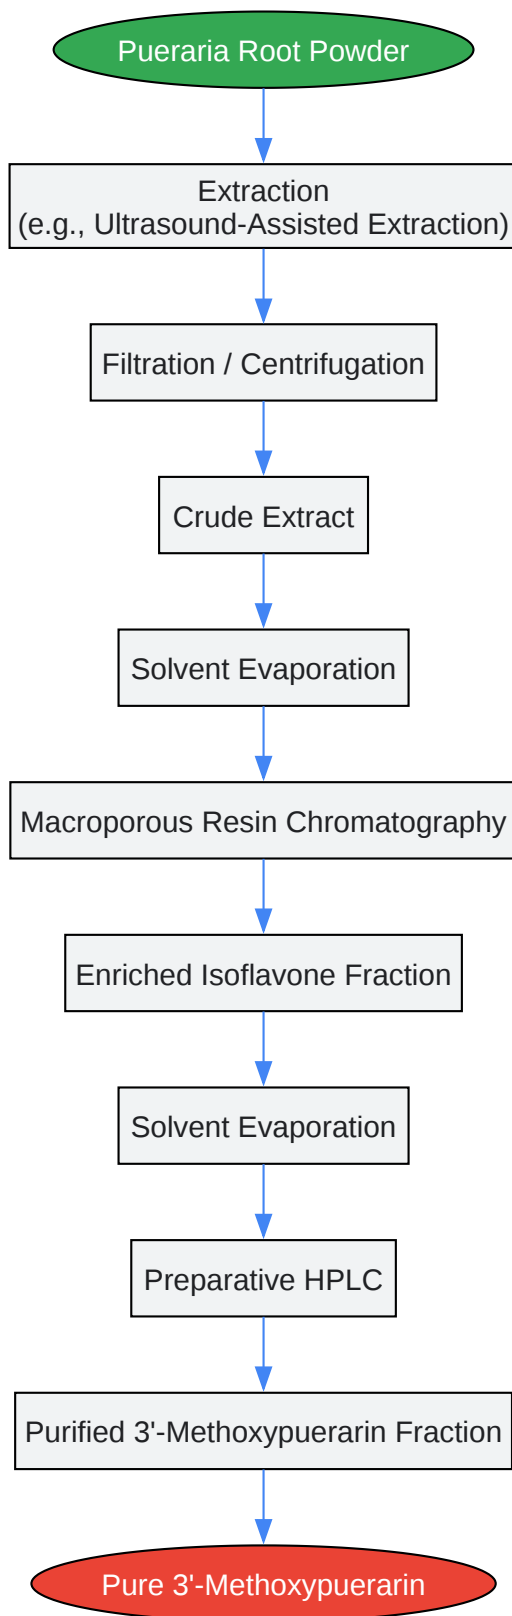 Pueraria Root Powder
Extraction
(e.g., Ultrasound-Assisted Extraction)
Filtration / Centrifugation
Crude Extract
Solvent Evaporation
Macroporous Resin Chromatography
Enriched Isoflavone Fraction
Solvent Evaporation
Preparative HPLC
Purified 3'-Methoxypuerarin Fraction
Pure 3'-Methoxypuerarin